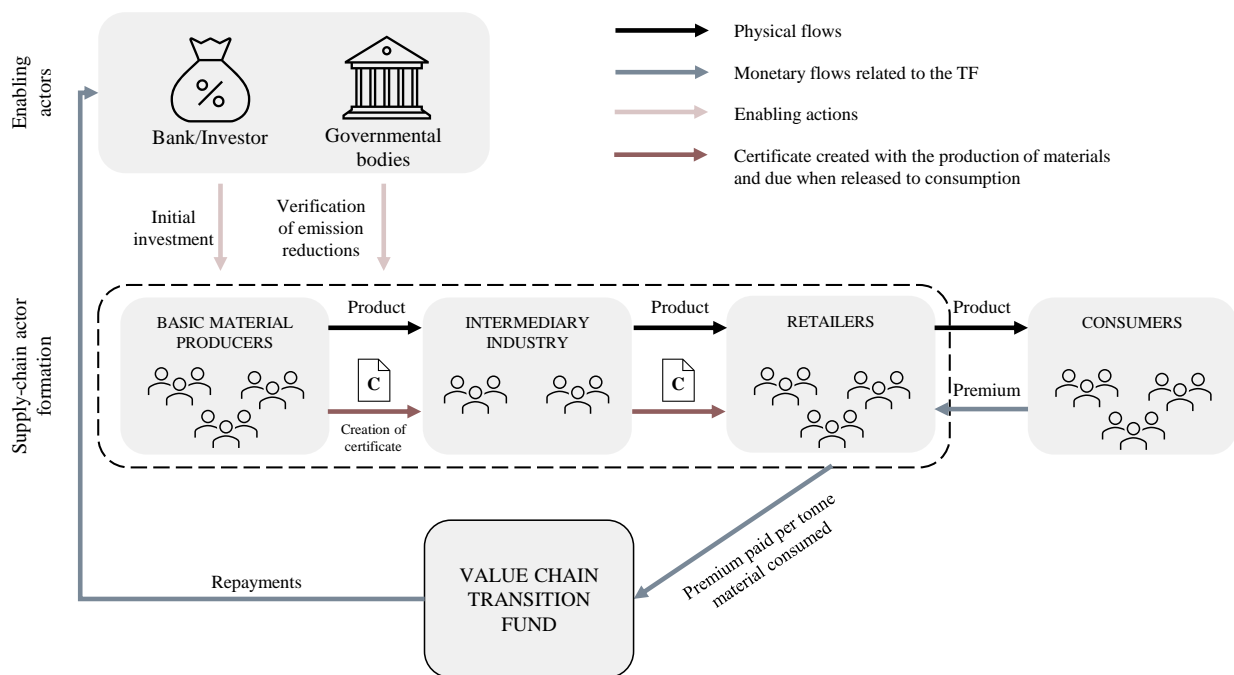 Enabling
actors
%
Bank/Investor
Governmental
bodies
Physical flows
Monetary flows related to the TF
Enabling actions
Certificate created with the production of materials
and due when released to consumption
Initial
investment
Verification
of emission
reductions
Supply-chain actor
formation
BASIC MATERIAL
PRODUCERS
Product
C
Creation of
certificate
INTERMEDIARY
INDUSTRY
Product
C
RETAILERS
Product
Premium
CONSUMERS
Premium paid per tonne
material consumed
Repayments
VALUE CHAIN
TRANSITION
FUND